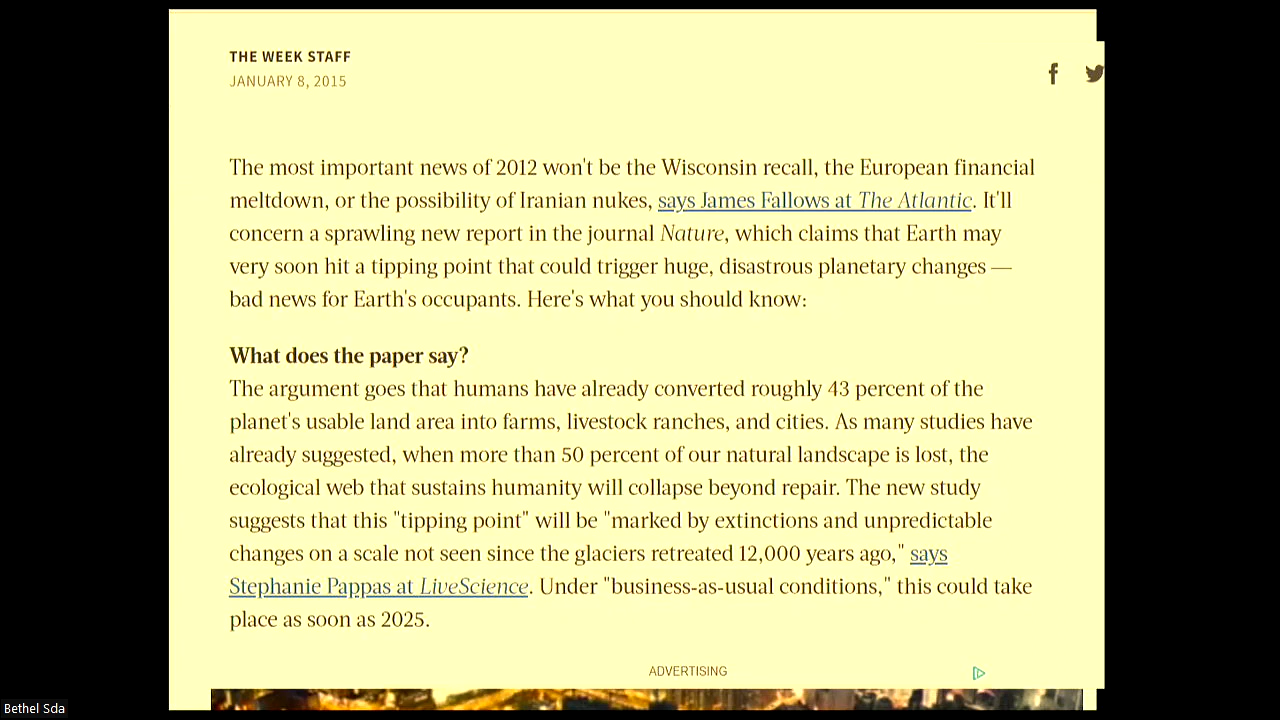 THE WEEK STAFF
JANUARY 8, 2015
The most important news of 2012 won't be the Wisconsin recall, the European financial
meltdown, or the possibility of Iranian nukes, says James Fallows at The Atlantic. It'll
concern a sprawling new report in the journal Nature, which claims that Earth may
very soon hit a tipping point that could trigger huge, disastrous planetary changes —
bad news for Earth's occupants. Here's what you should know:
What does the paper say?
The argument goes that humans have already converted roughly 43 percent of the
planet's usable land area into farms, livestock ranches, and cities. As many studies have
already suggested, when more than 50 percent of our natural landscape is lost, the
ecological web that sustains humanity will collapse beyond repair. The new study
suggests that this "tipping point" will be "marked by extinctions and unpredictable
changes on a scale not seen since the glaciers retreated 12,000 years ago," says
Stephanie Pappas at LiveScience. Under "business-as-usual conditions," this could take
place as soon as 2025.
ADVERTISING
Bethel Sda